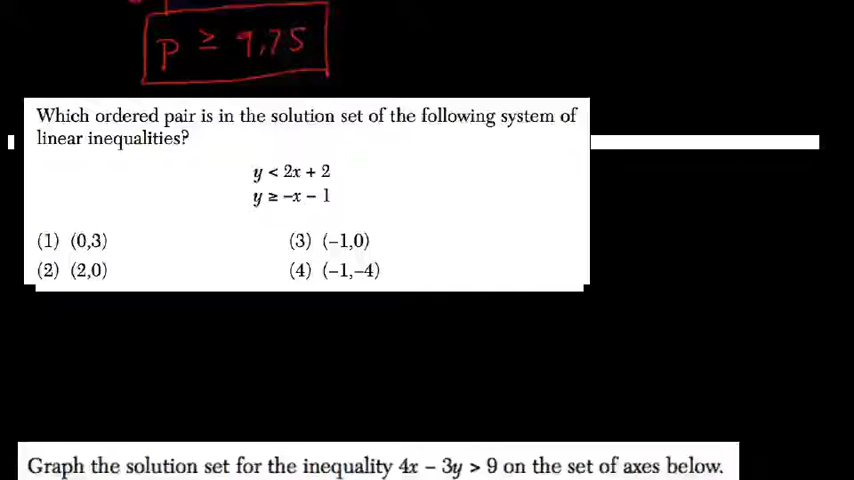 P ≥ 9.75
Which ordered pair is in the solution set of the following system of
linear inequalities?
y < 2x + 2
y ≥ −x − 1
(1) (0,3) (3) (−1,0)
(2) (2,0) (4) (−1,−4)
Graph the solution set for the inequality 4x − 3y > 9 on the set of axes below.